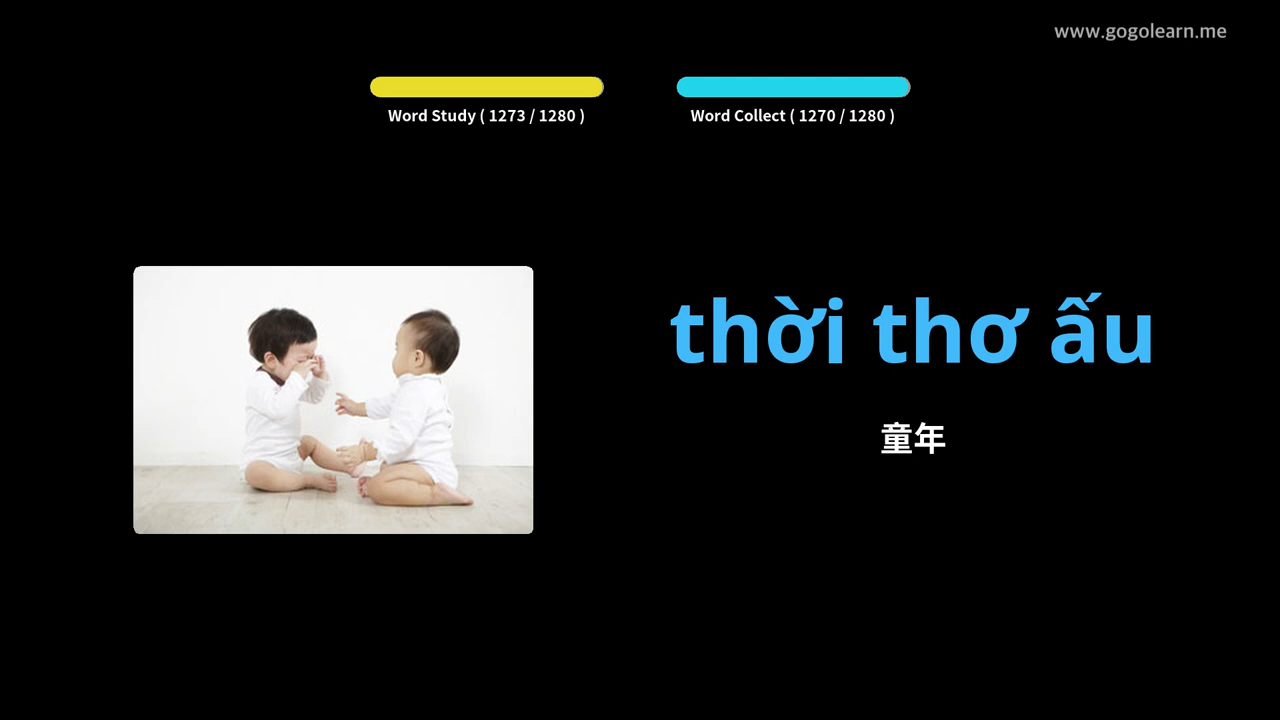 www.gogolearn.me
Word Study ( 1273 / 1280 )
Word Collect ( 1270 / 1280 )
thời thơ ấu
童年